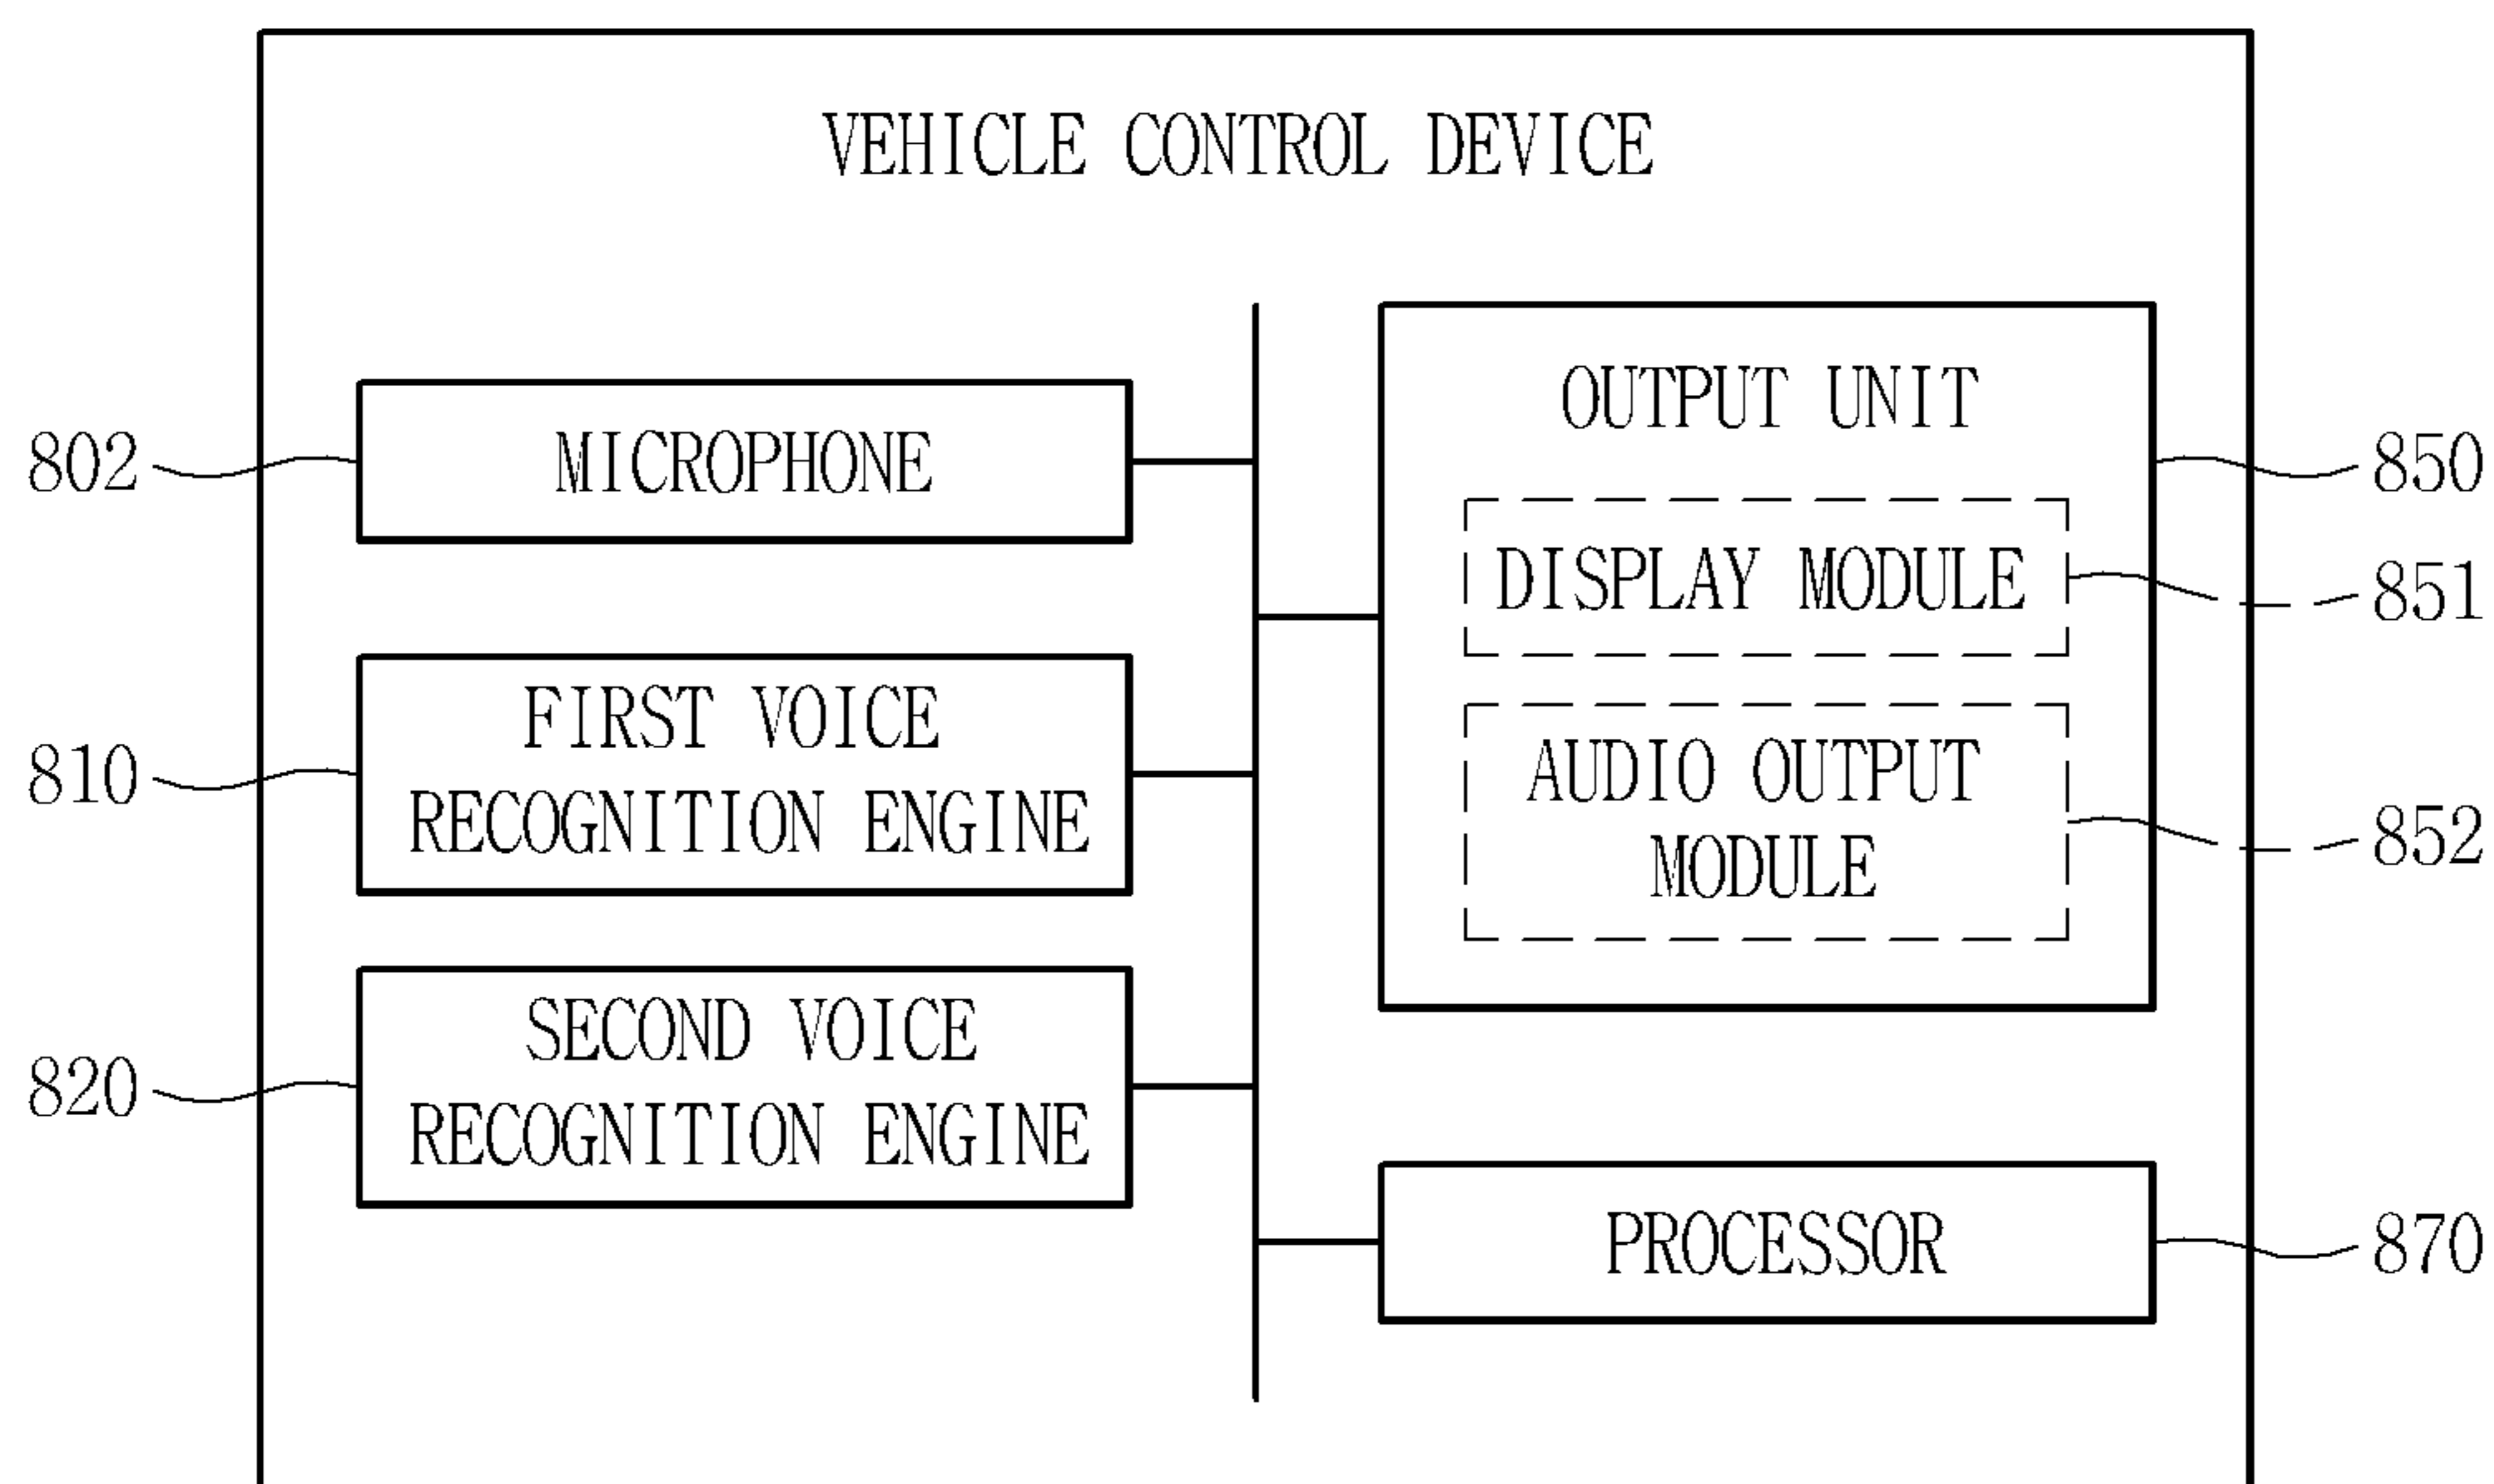 VEHICLE CONTROL DEVICE
802
MICROPHONE
810
FIRST VOICE
RECOGNITION ENGINE
820
SECOND VOICE
RECOGNITION ENGINE
OUTPUT UNIT
850
DISPLAY MODULE
851
AUDIO OUTPUT
MODULE
852
PROCESSOR
870